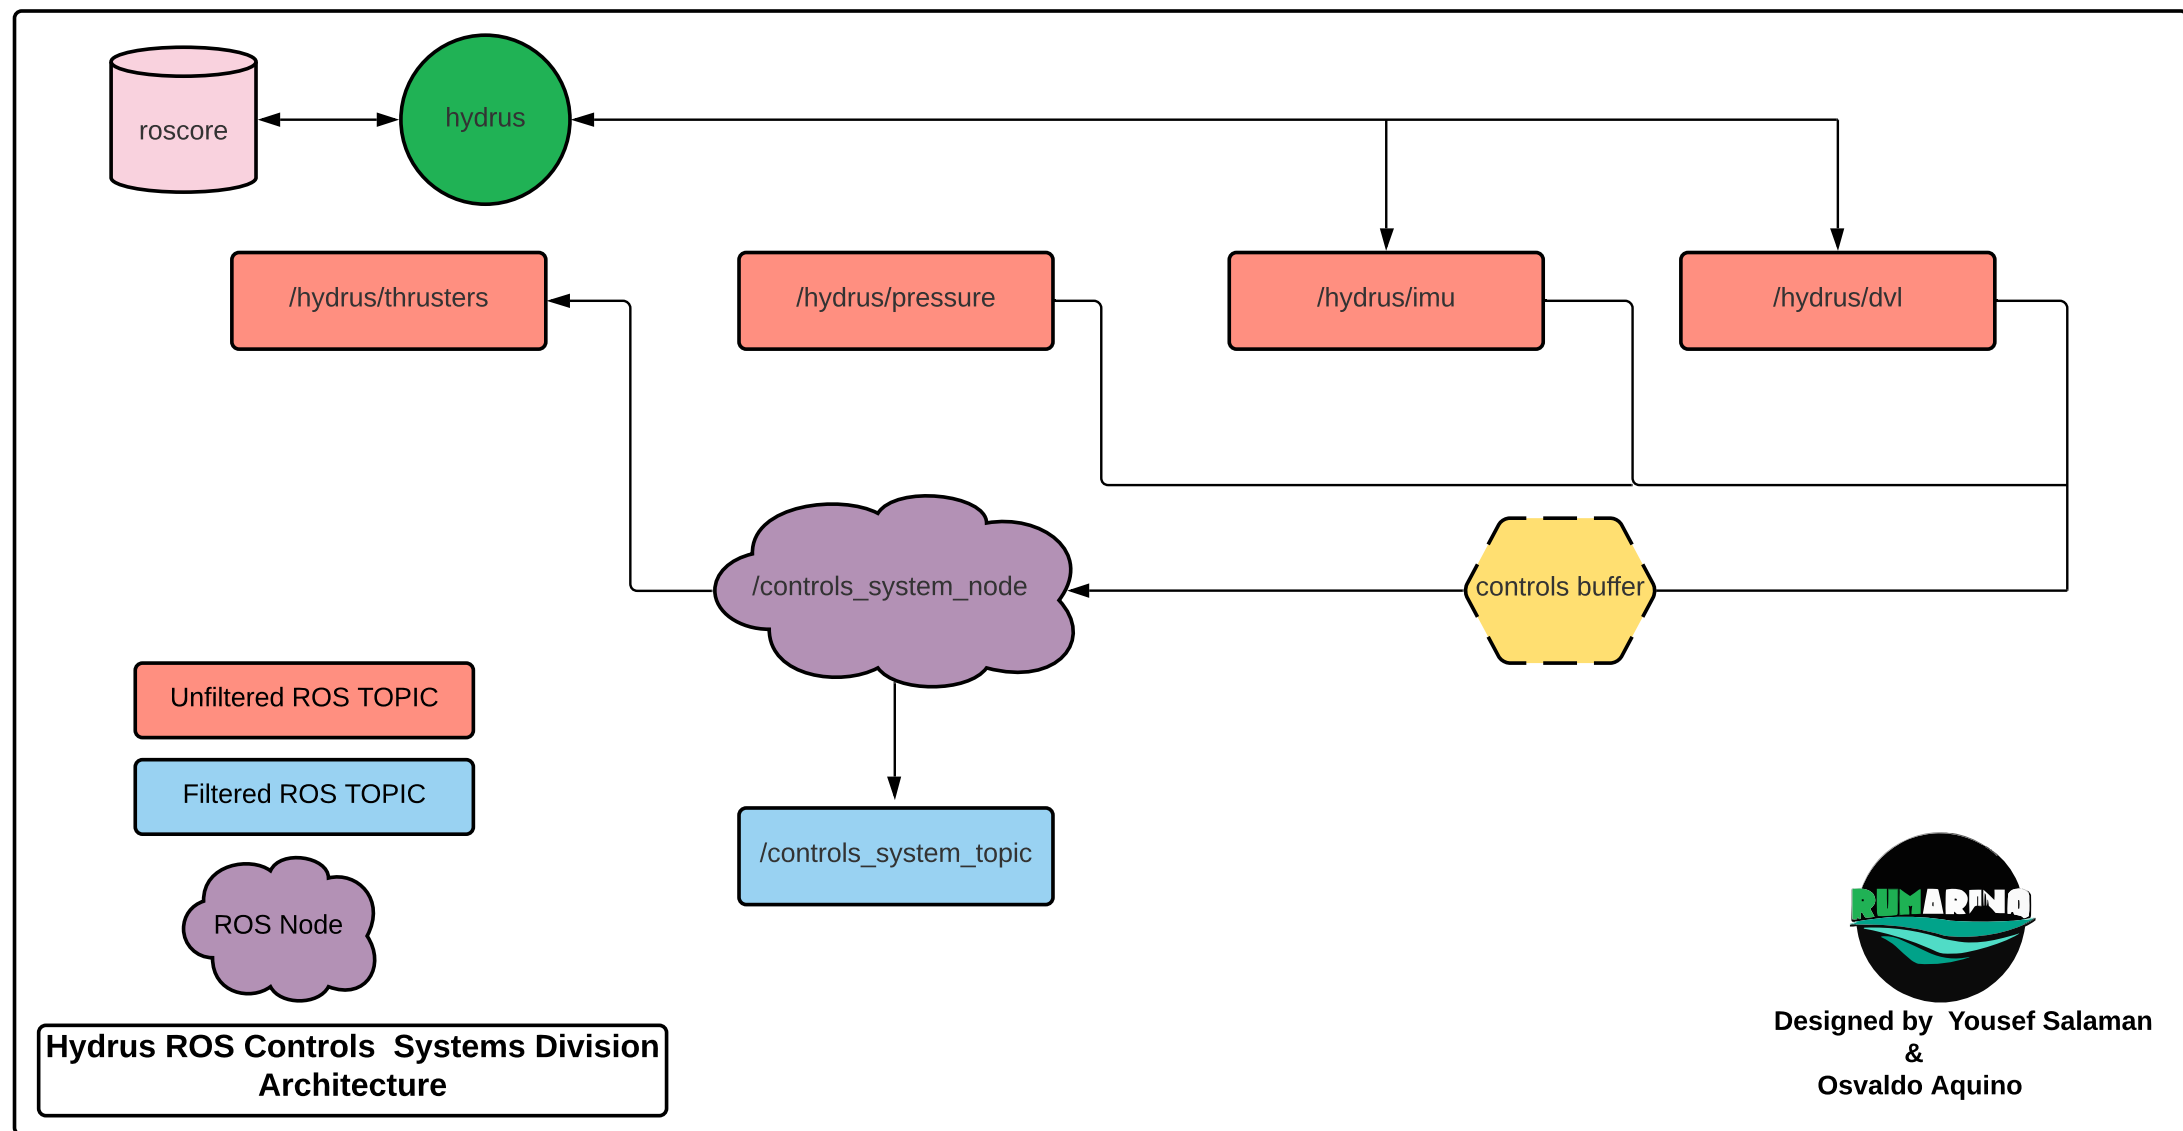 roscore
hydrus
/hydrus/thrusters
/hydrus/pressure
/hydrus/imu
/hydrus/dvl
/controls_system_node
controls buffer
Unfiltered ROS TOPIC
Filtered ROS TOPIC
/controls_system_topic
ROS Node
RUMARINO
Hydrus ROS Controls  Systems Division
Architecture
Designed by  Yousef Salaman
&
Osvaldo Aquino